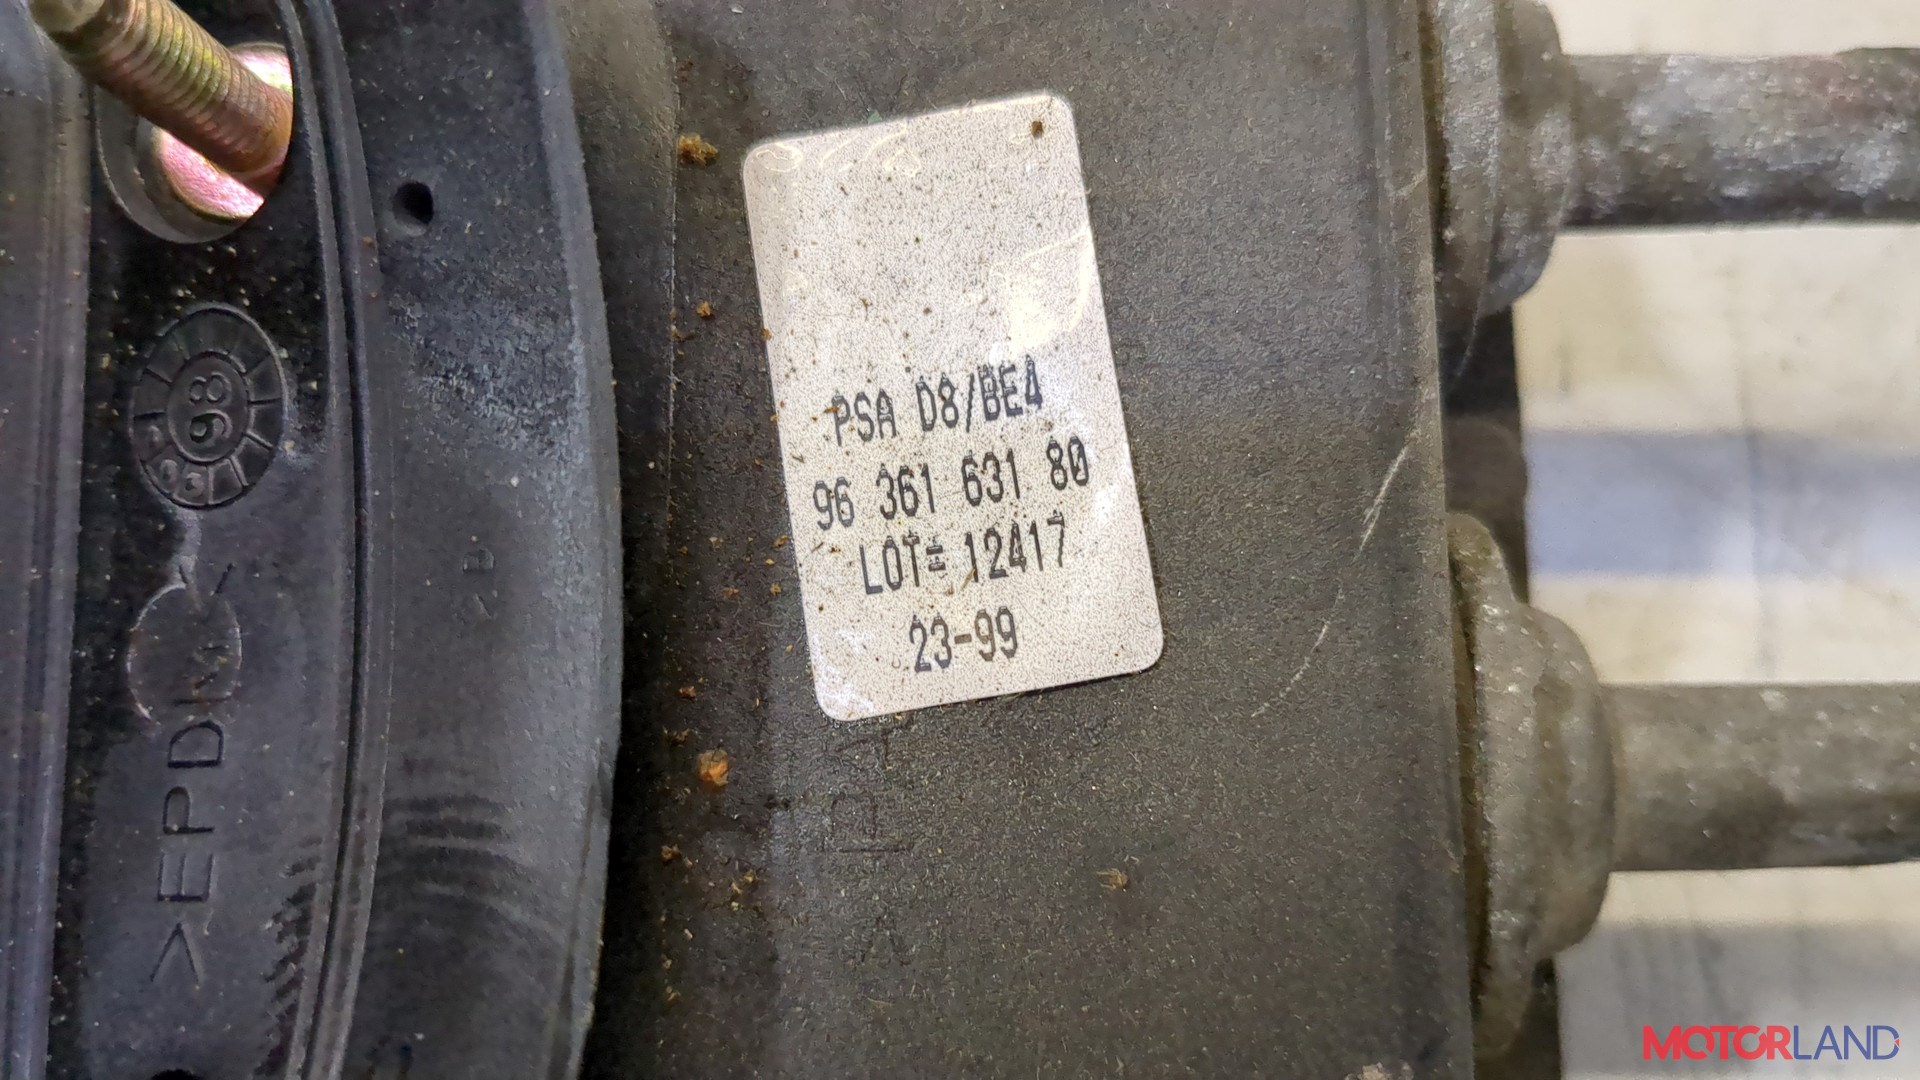 PSA D8/BE4
96 361 631 80
LOT= 12417
23-99
98
>EPDM<
MOTORLAND